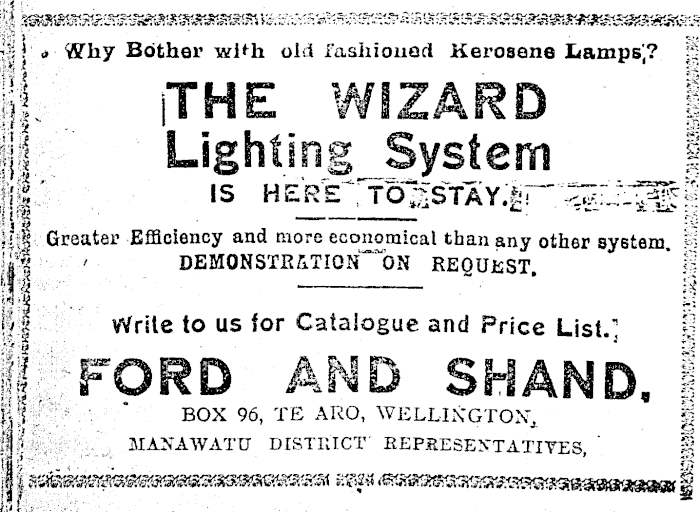 Why Bother with old fashioned Kerosene Lamps?
THE WIZARD
Lighting System
IS HERE TO STAY.
Greater Efficiency and more economical than any other system.
DEMONSTRATION ON REQUEST.
Write to us for Catalogue and Price List.
FORD AND SHAND,
BOX 96, TE ARO, WELLINGTON,
MANAWATU DISTRICT REPRESENTATIVES,